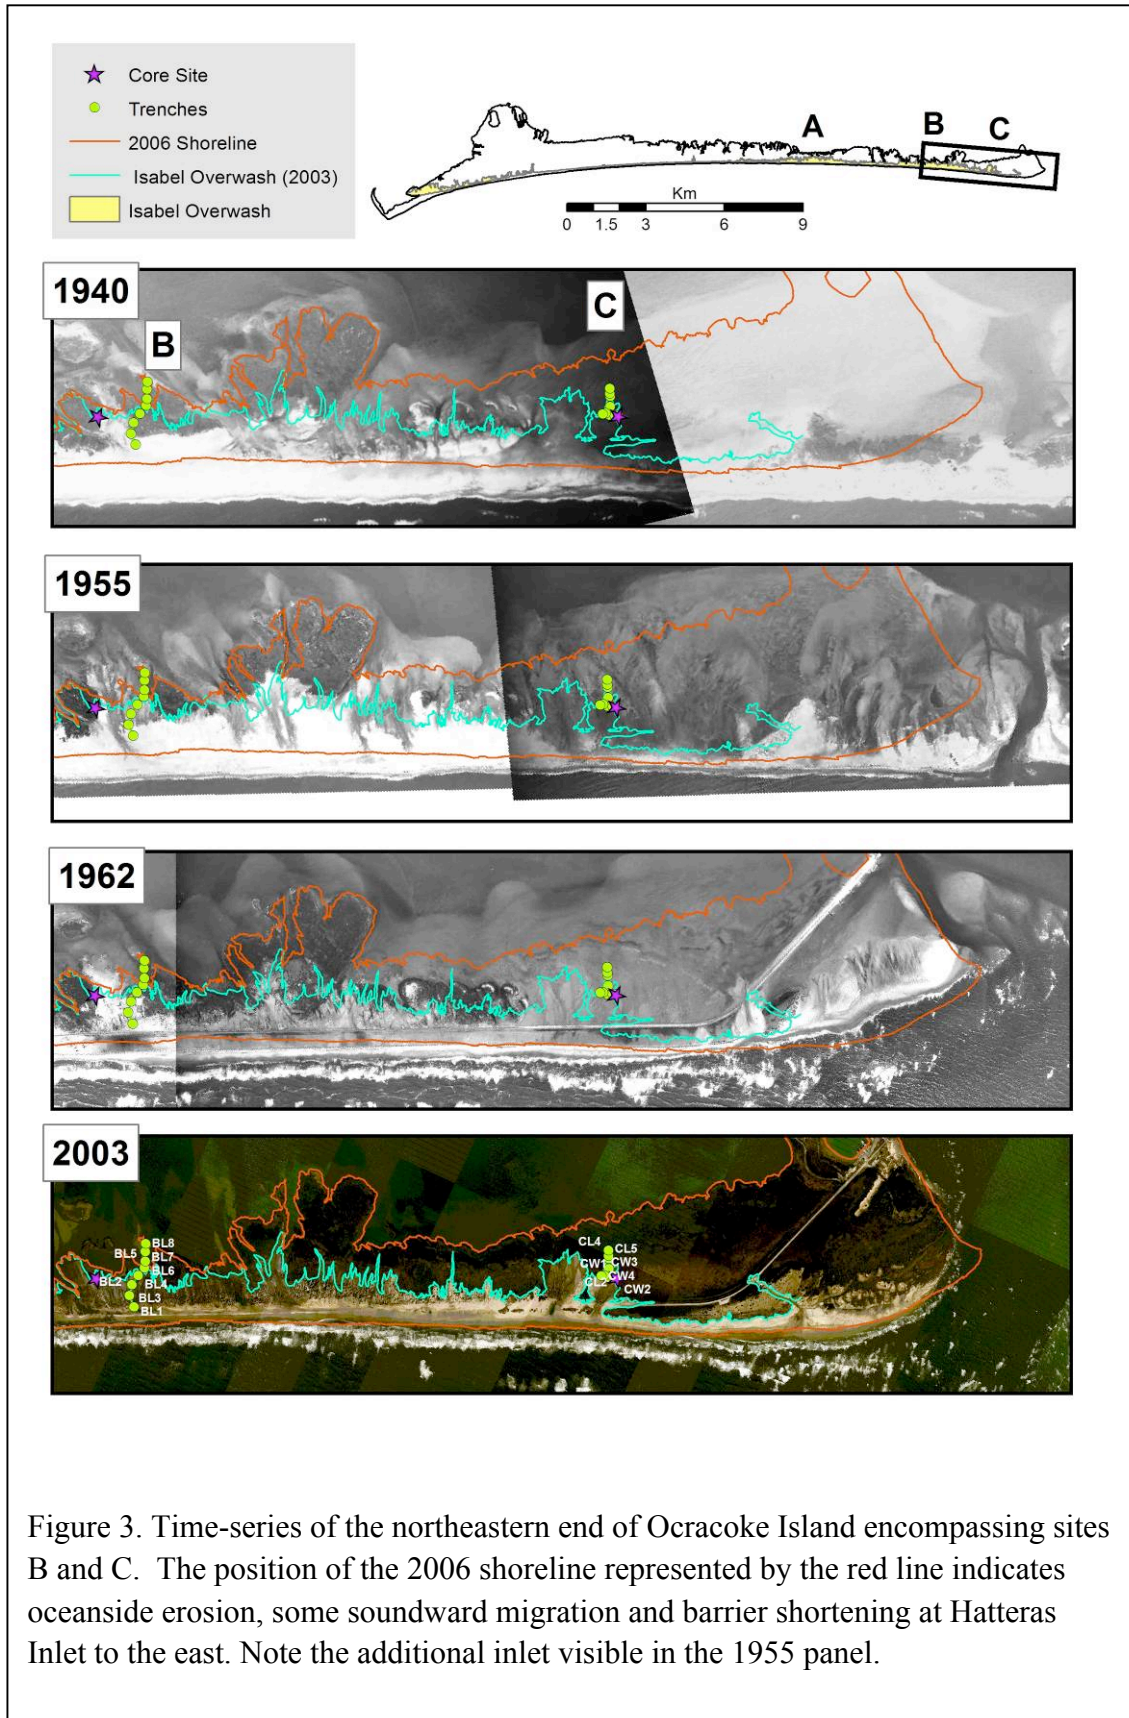 Core Site
Trenches
2006 Shoreline
Isabel Overwash (2003)
Isabel Overwash
A
B
C
Km
0 1.5 3 6 9
1940
B
C
1955
1962
2003
BL8
BL5
BL7
BL6
BL2
BL4
BL3
BL1
CL4
CL5
CW1
CW3
CL2
CW4
CW2
Figure 3. Time-series of the northeastern end of Ocracoke Island encompassing sites
B and C. The position of the 2006 shoreline represented by the red line indicates
oceanside erosion, some soundward migration and barrier shortening at Hatteras
Inlet to the east. Note the additional inlet visible in the 1955 panel.